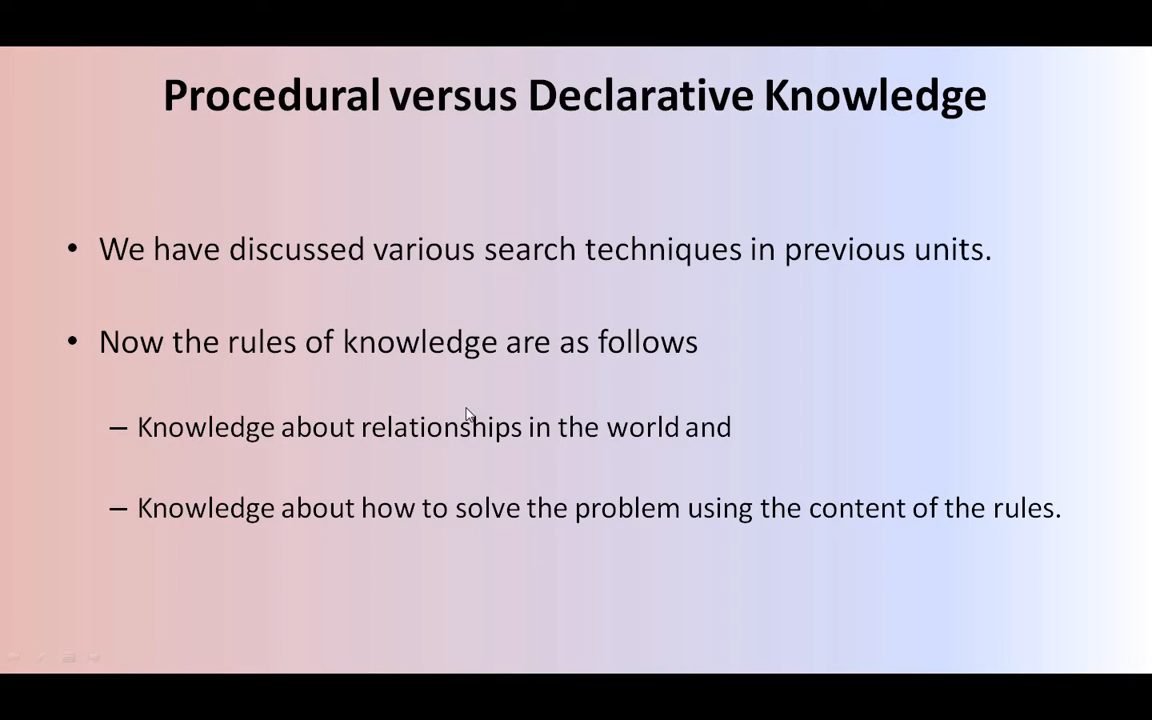 Procedural versus Declarative Knowledge
• We have discussed various search techniques in previous units.
• Now the rules of knowledge are as follows
– Knowledge about relationships in the world and
– Knowledge about how to solve the problem using the content of the rules.